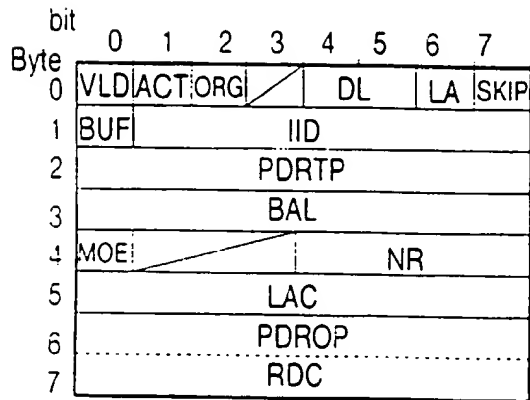 bit
0 1 2 3 4 5 6 7
Byte
0 VLD ACT ORG DL LA SKIP
1 BUF IID
2 PDRTP
3 BAL
4 MOE NR
5 LAC
6 PDROP
7 RDC